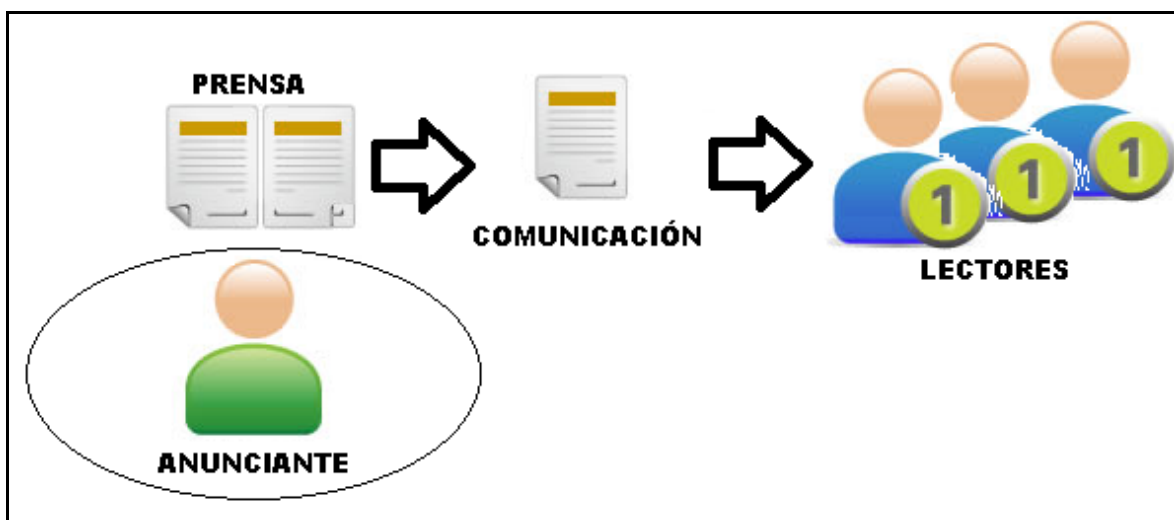 PRENSA
COMUNICACIÓN
1 1 1
LECTORES
ANUNCIANTE